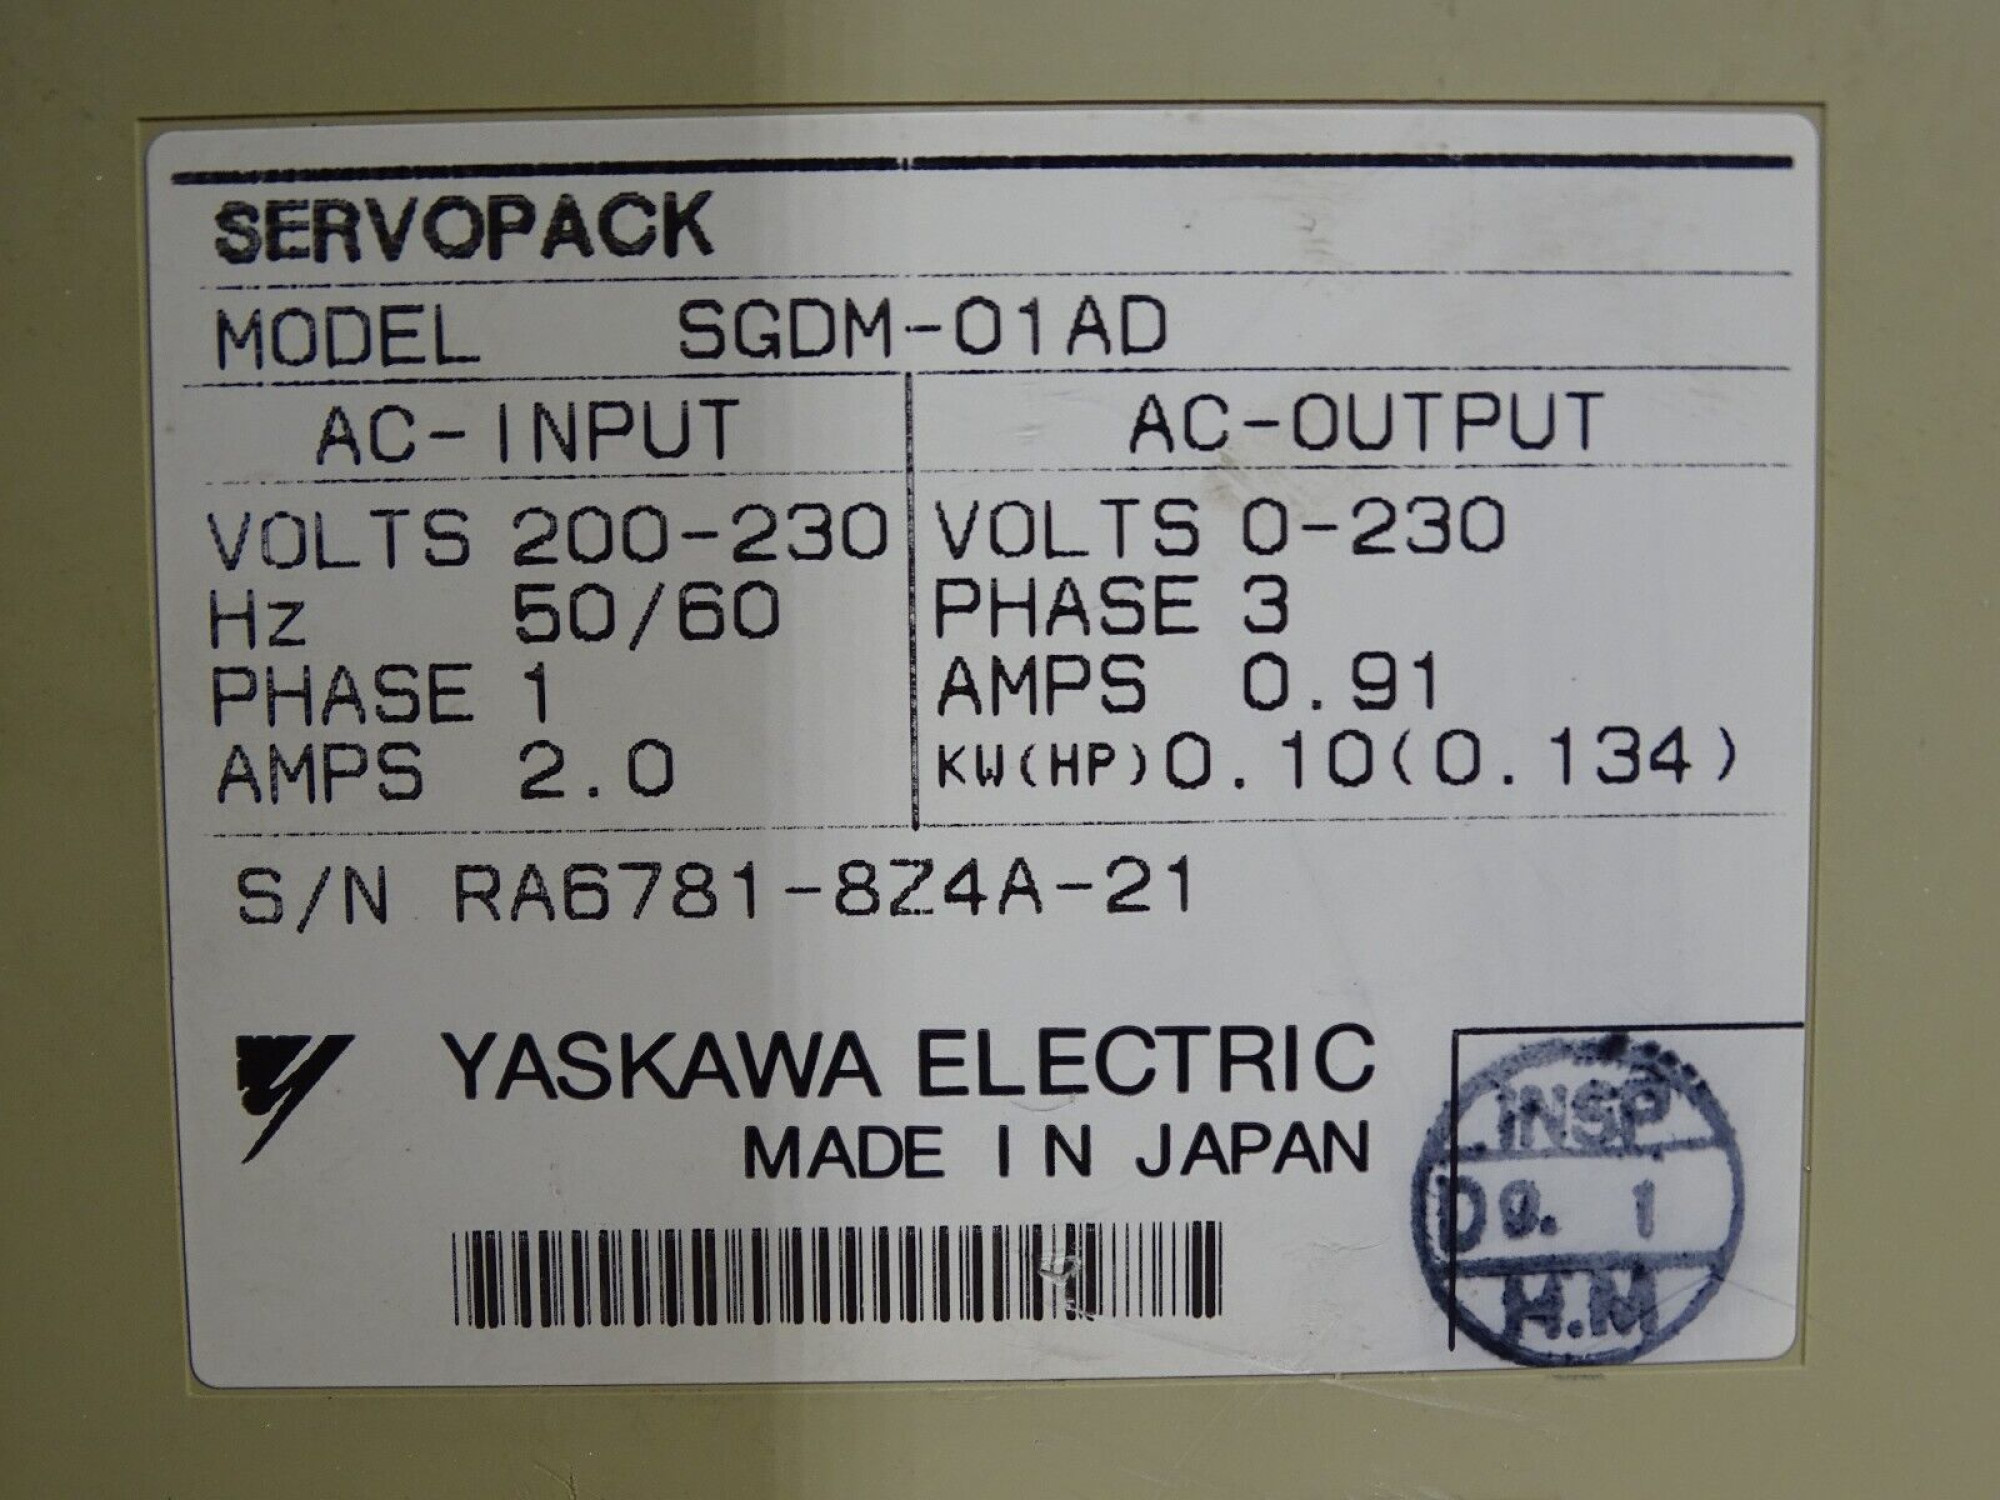 SERVOPACK
MODEL SGDM-01AD
AC-INPUT AC-OUTPUT
VOLTS 200-230 VOLTS 0-230
Hz 50/60 PHASE 3
PHASE 1 AMPS 0.91
AMPS 2.0 KW(HP)0.10(0.134)
S/N RA6781-8Z4A-21
YASKAWA ELECTRIC
MADE IN JAPAN
INSP
D9. 1
H.M